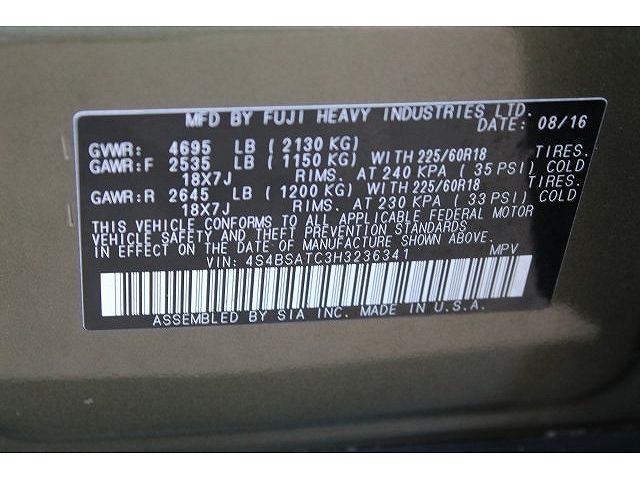 MFD BY FUJI HEAVY INDUSTRIES LTD.
DATE: 08/16
GVWR: 4695 LB (2130 KG)
GAWR:F 2535 LB (1150 KG) WITH 225/60R18 TIRES.
18X7J RIMS. AT 240 KPA (35 PSI) COLD
GAWR:R 2645 LB (1200 KG) WITH 225/60R18 TIRES.
18X7J RIMS. AT 230 KPA (33 PSI) COLD
THIS VEHICLE CONFORMS TO ALL APPLICABLE FEDERAL MOTOR
VEHICLE SAFETY AND THEFT PREVENTION STANDARDS
IN EFFECT ON THE DATE OF MANUFACTURE SHOWN ABOVE.
VIN: 4S4BSATC3H3236341 MPV
ASSEMBLED BY SIA INC. MADE IN U.S.A.